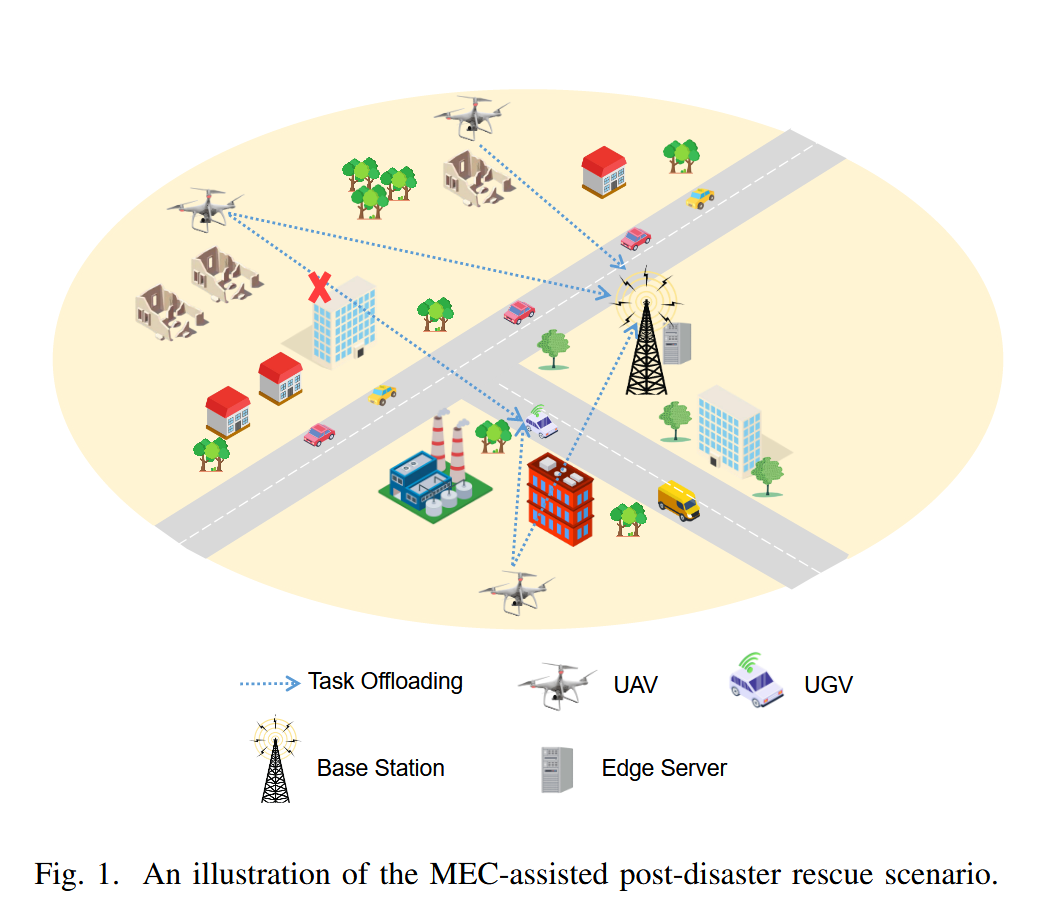 Task Offloading
UAV
UGV
Base Station
Edge Server
Fig. 1. An illustration of the MEC-assisted post-disaster rescue scenario.